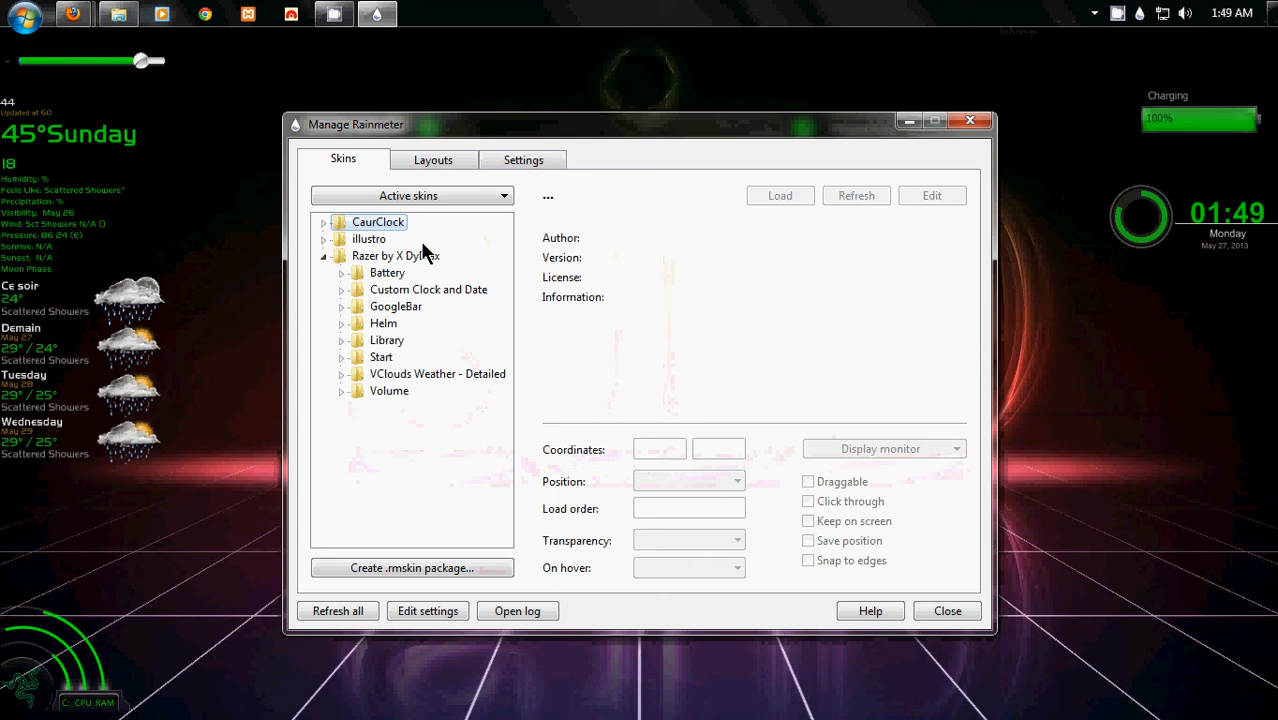 1:49 AM
44
Updated at 60
45°Sunday
18
Humidity: %
Feels Like: Scattered Showers°
Precipitation: %
Visibility: May 26
Wind: Sct Showers N/A ()
Pressure: 86 24 (E)
Sunrise: N/A
Sunset: N/A
Moon Phase:
Ce soir
24°
Scattered Showers
Demain
May 27
29° / 24°
Scattered Showers
Tuesday
May 28
29° / 25°
Scattered Showers
Wednesday
May 29
29° / 25°
Scattered Showers
C: CPU RAM
Manage Rainmeter
Skins
Layouts
Settings
Active skins
...
Load
Refresh
Edit
CaurClock
illustro
Razer by X
Battery
Custom Clock and Date
GoogleBar
Helm
Library
Start
VClouds Weather - Detailed
Volume
Author:
Version:
License:
Information:
Coordinates:
Display monitor
Position:
Draggable
Click through
Load order:
Keep on screen
Transparency:
Save position
On hover:
Snap to edges
Create .rmskin package...
Refresh all
Edit settings
Open log
Help
Close
Charging
100%
01:49
Monday
May 27, 2013